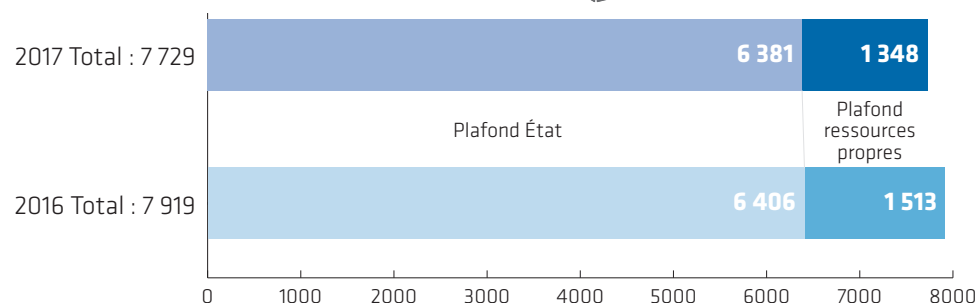 2017 Total : 7 729
6 381
1 348
Plafond État
Plafond
ressources
propres
2016 Total : 7 919
6 406
1 513
0 1000 2000 3000 4000 5000 6000 7000 8000